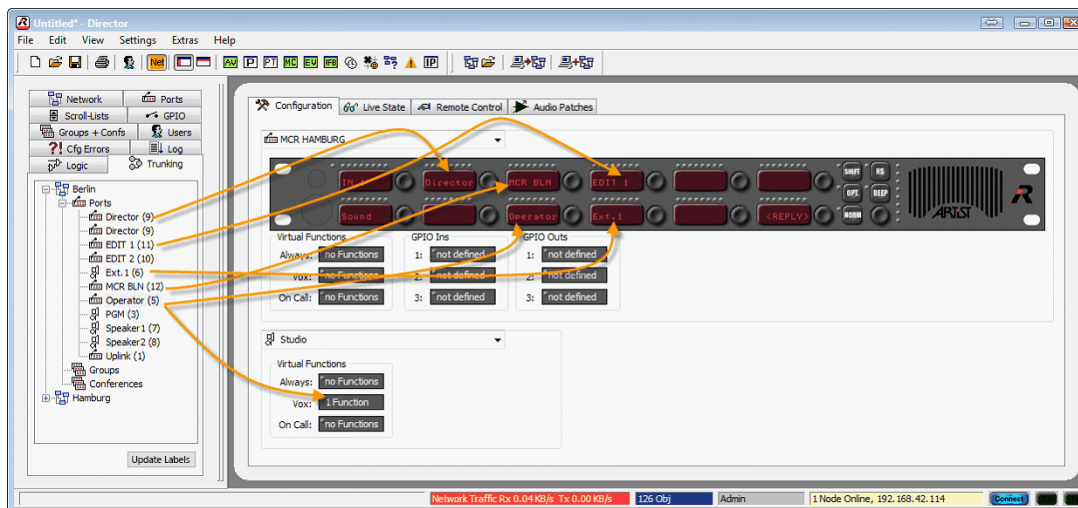 Untitled* - Director
File Edit View Settings Extras Help
Net AV P PT MC EV IFB IP
Network Ports
Scroll-Lists GPIO
Groups + Confs Users
?! Cfg Errors Log
Logic Trunking
Berlin
Ports
Director (9)
Director (9)
EDIT 1 (11)
EDIT 2 (10)
Ext.1 (6)
MCR BLN (12)
Operator (5)
PGM (3)
Speaker1 (7)
Speaker2 (8)
Uplink (1)
Groups
Conferences
Hamburg
Update Labels
Configuration Live State Remote Control Audio Patches
MCR HAMBURG
Director MCR BLN EDIT 1 SHIFT HS
OPT. BEEP
Sound Operator Ext.1 <REPLY> NORM ARTIST R
Virtual Functions GPIO Ins GPIO Outs
Always: no Functions 1: not defined 1: not defined
Vox: no Functions 2: not defined 2: not defined
On Call: no Functions 3: not defined 3: not defined
Studio
Virtual Functions
Always: no Functions
Vox: 1 Function
On Call: no Functions
Network Traffic Rx 0.04 KB/s Tx 0.00 KB/s 126 Obj Admin 1 Node Online, 192.168.42.114 Connect